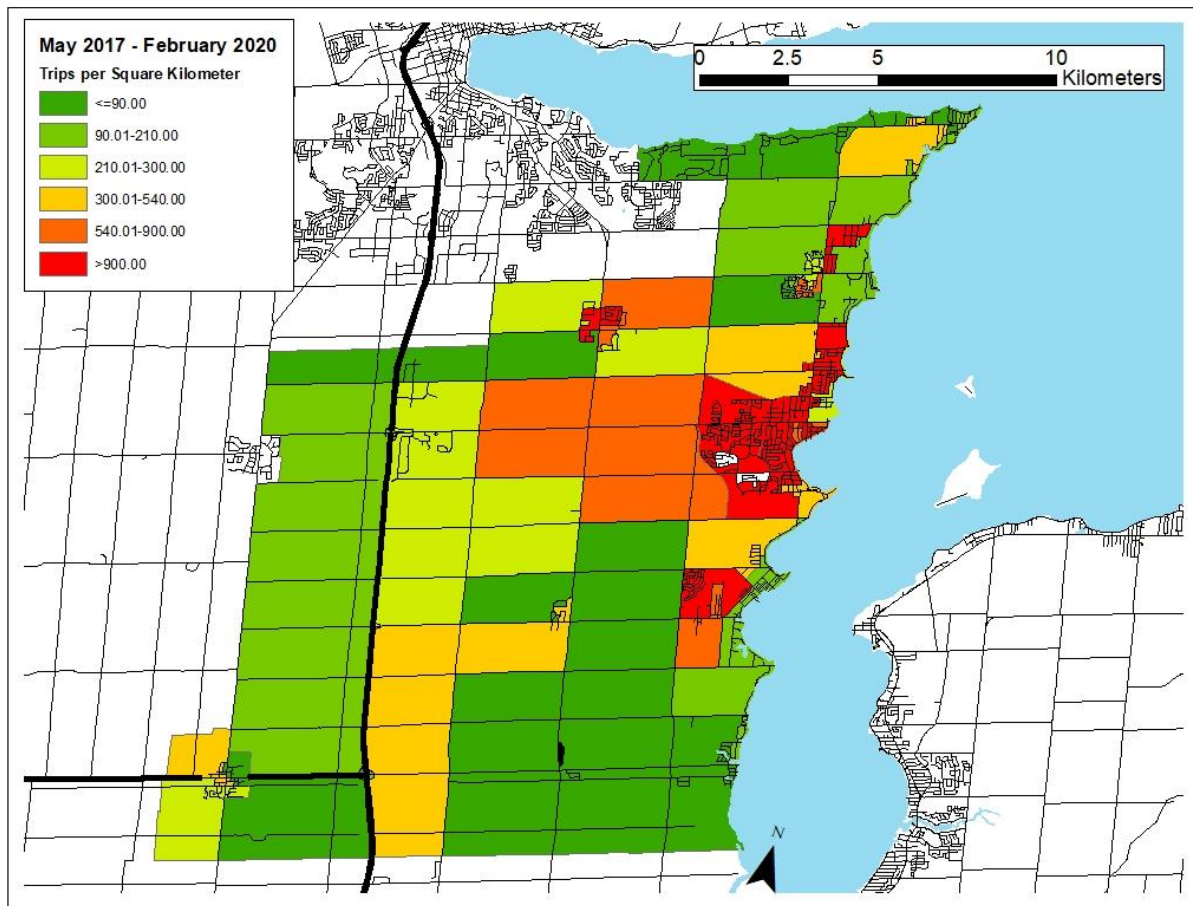 May 2017 - February 2020
Trips per Square Kilometer
<=90.00
90.01-210.00
210.01-300.00
300.01-540.00
540.01-900.00
>900.00
0 2.5 5 10
Kilometers
N